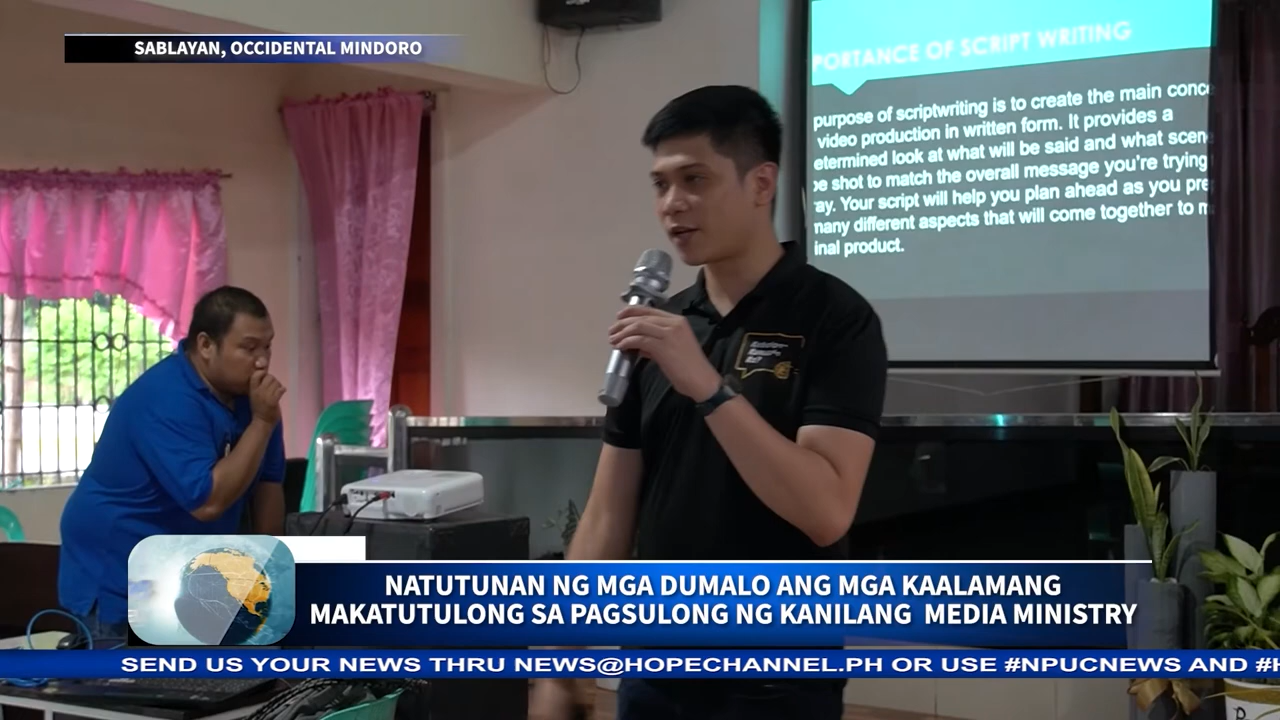 SABLAYAN, OCCIDENTAL MINDORO
PORTANCE OF SCRIPT WRITING
purpose of scriptwriting is to create the main conce
video production in written form. It provides a
etermined look at what will be said and what scen
be shot to match the overall message you're trying
ay. Your script will help you plan ahead as you pre
many different aspects that will come together to m
inal product.
NATUTUNAN NG MGA DUMALO ANG MGA KAALAMANG
MAKATUTULONG SA PAGSULONG NG KANILANG MEDIA MINISTRY
SEND US YOUR NEWS THRU NEWS@HOPECHANNEL.PH OR USE #NPUCNEWS AND #H